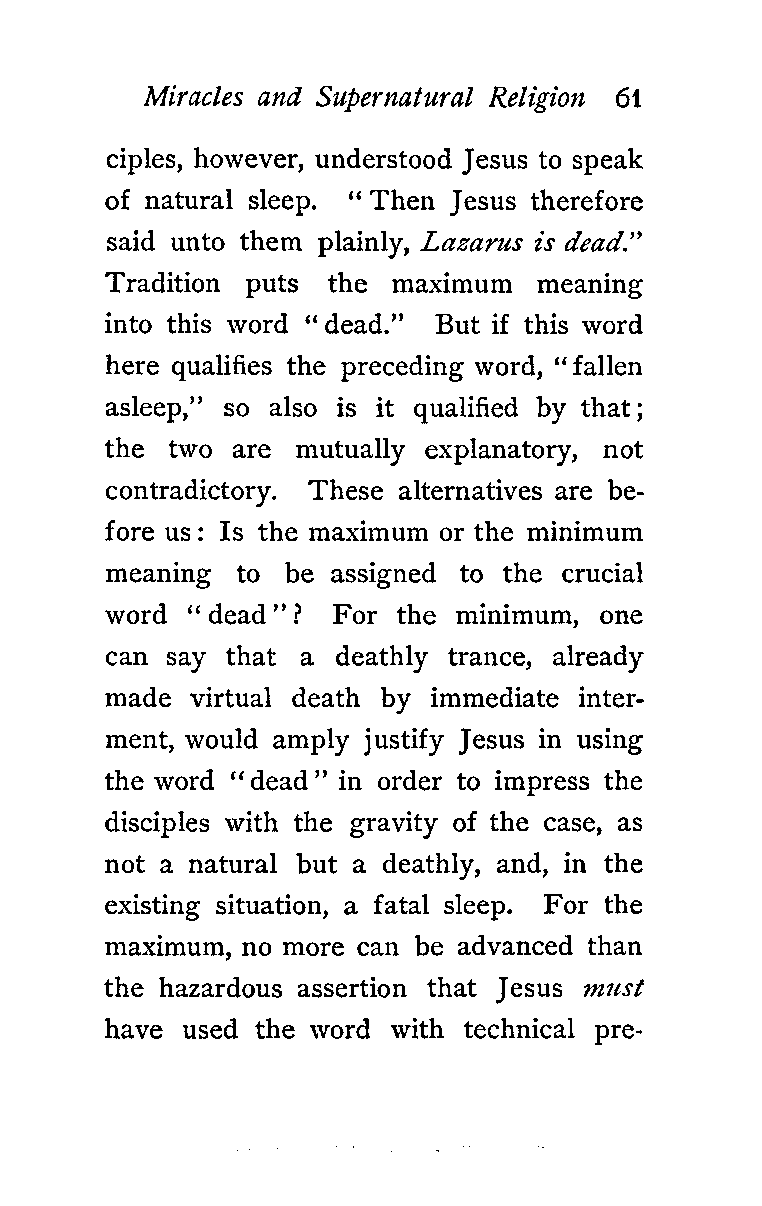 Miracles and Supernatural Religion 61
ciples, however, understood Jesus to speak
of natural sleep. “ Then Jesus therefore
said unto them plainly, Lazarus is dead.”
Tradition puts the maximum meaning
into this word “ dead.” But if this word
here qualifies the preceding word, “ fallen
asleep,” so also is it qualified by that ;
the two are mutually explanatory, not
contradictory. These alternatives are be-
fore us : Is the maximum or the minimum
meaning to be assigned to the crucial
word “ dead ” ? For the minimum, one
can say that a deathly trance, already
made virtual death by immediate inter-
ment, would amply justify Jesus in using
the word “ dead ” in order to impress the
disciples with the gravity of the case, as
not a natural but a deathly, and, in the
existing situation, a fatal sleep. For the
maximum, no more can be advanced than
the hazardous assertion that Jesus must
have used the word with technical pre-